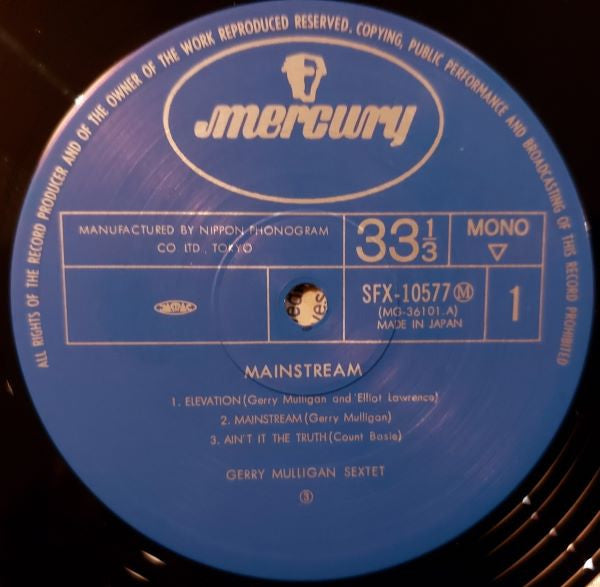 ALL RIGHTS OF THE RECORD PRODUCER AND OF THE OWNER OF THE WORK REPRODUCED RESERVED. COPYING, PUBLIC PERFORMANCE AND BROADCASTING OF THIS RECORD PROHIBITED
mercury
MANUFACTURED BY NIPPON PHONOGRAM
CO. LTD., TOKYO
33 1/3
MONO
▽
SFX-10577 Ⓜ
(MG-36101.A)
MADE IN JAPAN
1
MAINSTREAM
1. ELEVATION (Gerry Mulligan and Elliot Lawrence)
2. MAINSTREAM (Gerry Mulligan)
3. AIN'T IT THE TRUTH (Count Basie)
GERRY MULLIGAN SEXTET
③